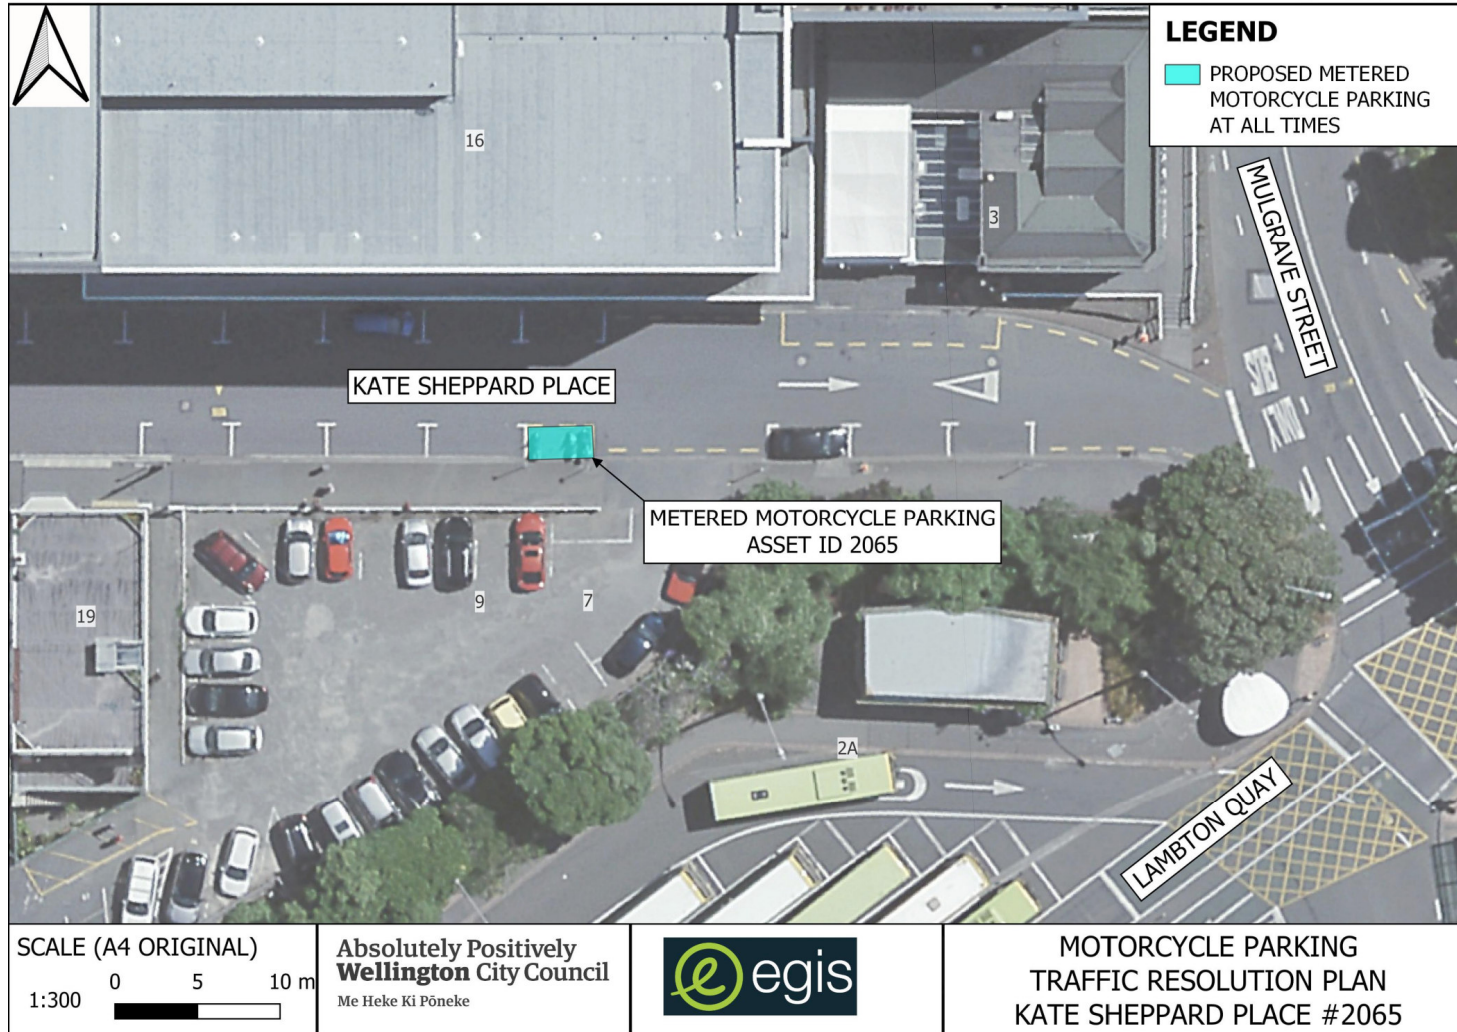 LEGEND
PROPOSED METERED
MOTORCYCLE PARKING
AT ALL TIMES
16
3
MULGRAVE STREET
BUS
ONLY
KATE SHEPPARD PLACE
METERED MOTORCYCLE PARKING
ASSET ID 2065
9
7
19
2A
LAMBTON QUAY
SCALE (A4 ORIGINAL)
0 5 10 m
1:300
Absolutely Positively
Wellington City Council
Me Heke Ki Pōneke
egis
MOTORCYCLE PARKING
TRAFFIC RESOLUTION PLAN
KATE SHEPPARD PLACE #2065